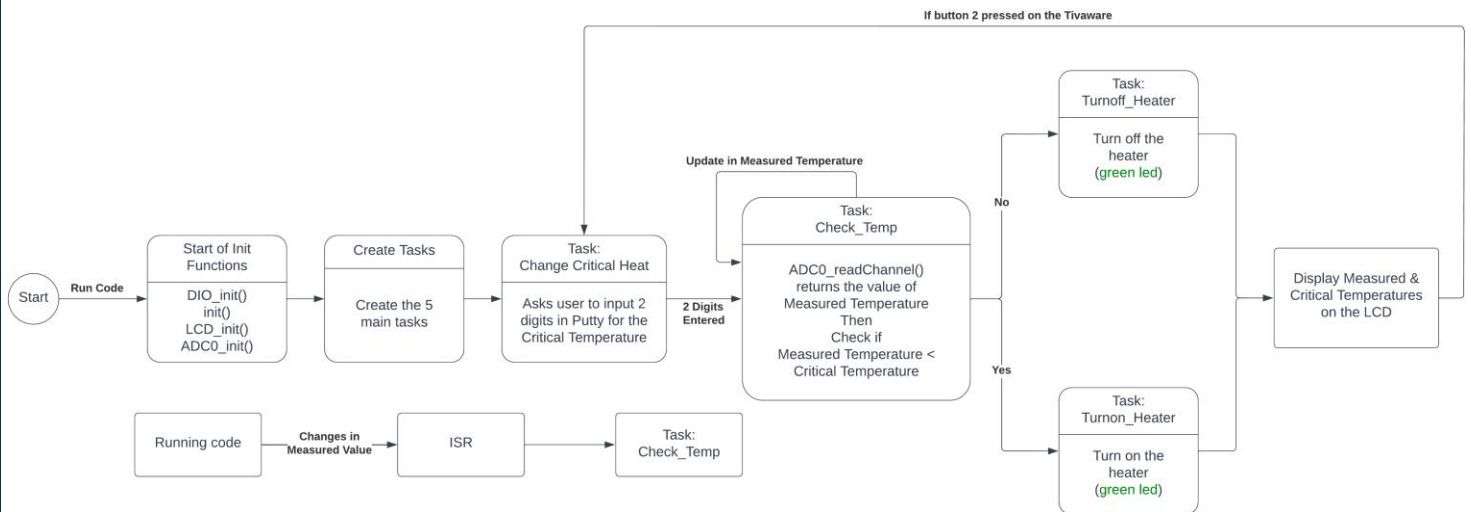 If button 2 pressed on the Tivaware
Start
Run Code
Start of Init
Functions
DIO_init()
init()
LCD_init()
ADC0_init()
Create Tasks
Create the 5
main tasks
Task:
Change Critical Heat
Asks user to input 2
digits in Putty for the
Critical Temperature
2 Digits
Entered
Update in Measured Temperature
Task:
Check_Temp
ADC0_readChannel()
returns the value of
Measured Temperature
Then
Check if
Measured Temperature <
Critical Temperature
No
Task:
Turnoff_Heater
Turn off the
heater
(green led)
Yes
Task:
Turnon_Heater
Turn on the
heater
(green led)
Display Measured &
Critical Temperatures
on the LCD
Running code
Changes in
Measured Value
ISR
Task:
Check_Temp